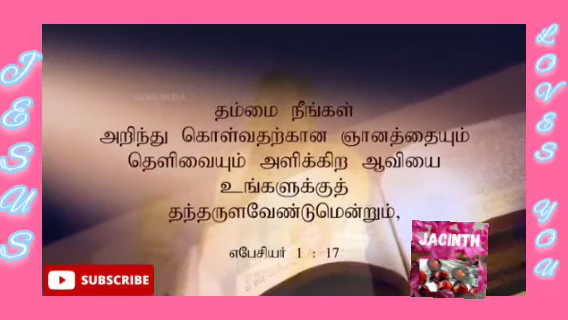 JESUS
தம்மை நீங்கள்
அறிந்து கொள்வதற்கான ஞானத்தையும்
தெளிவையும் அளிக்கிற ஆவியை
உங்களுக்குத்
தந்தருளவேண்டுமென்றும்,
எபேசியர் 1 : 17
SUBSCRIBE
JACINTH
LOVES YOU